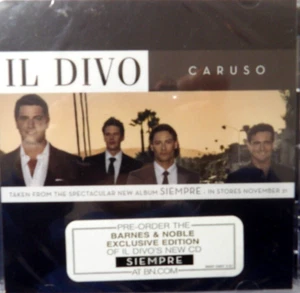 IL DIVO
CARUSO
TAKEN FROM THE SPECTACULAR NEW ALBUM SIEMPRE - IN STORES NOVEMBER 21
PRE-ORDER THE
BARNES & NOBLE
EXCLUSIVE EDITION
OF IL DIVO'S NEW CD
SIEMPRE
AT BN.COM